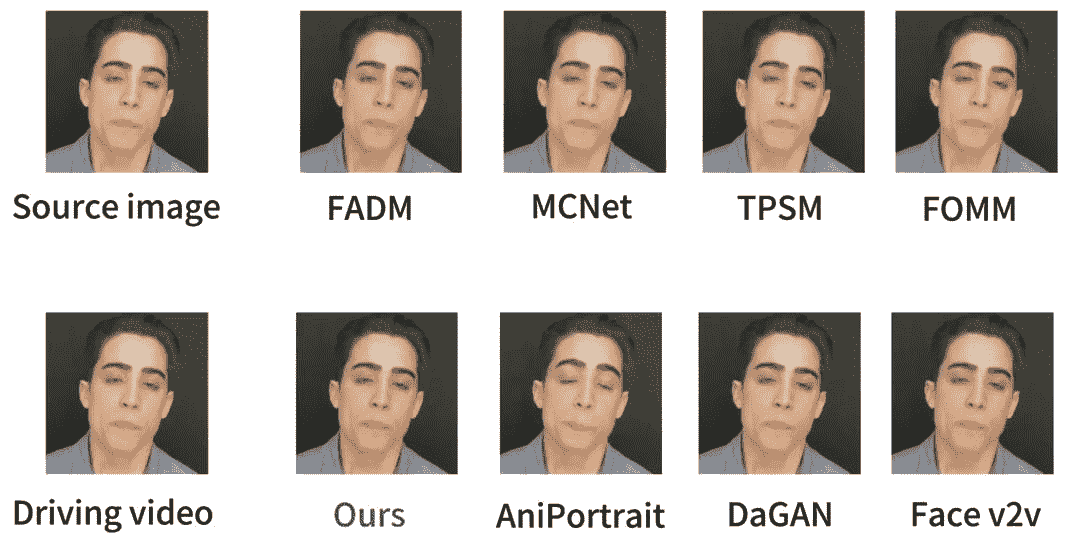 Source image
FADM
MCNet
TPSM
FOMM
Driving video
Ours
AniPortrait
DaGAN
Face v2v